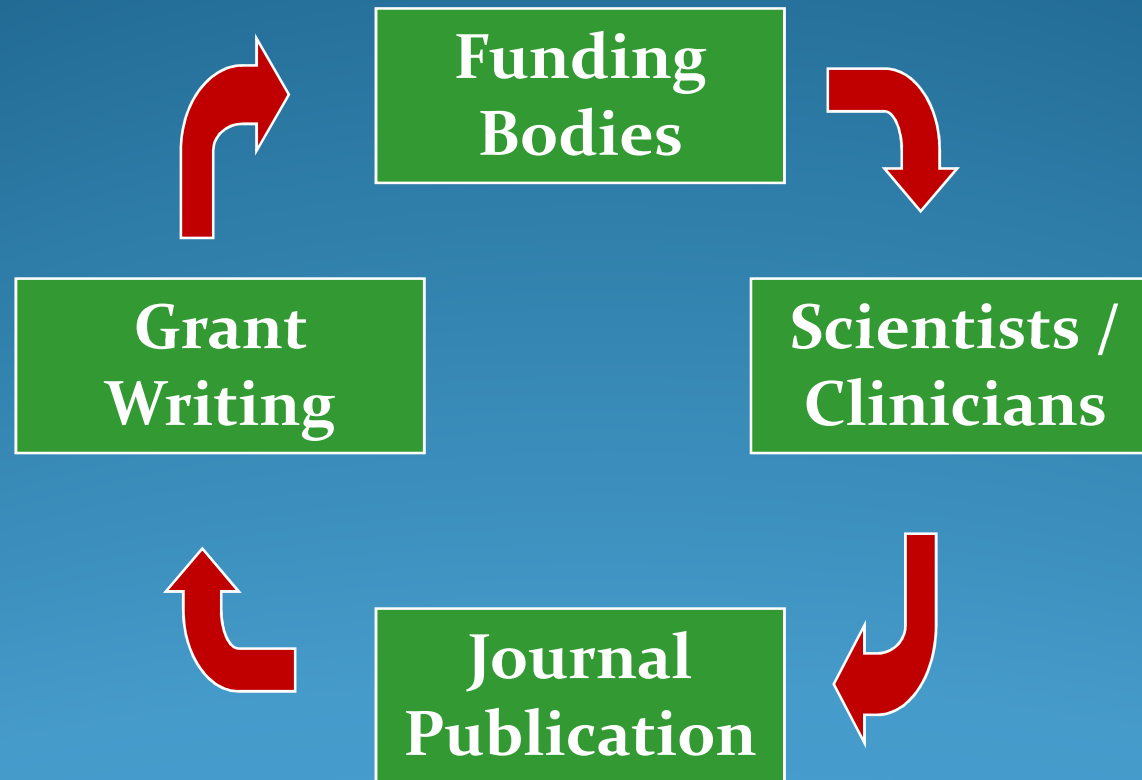 Funding
Bodies
Grant
Writing
Scientists /
Clinicians
Journal
Publication